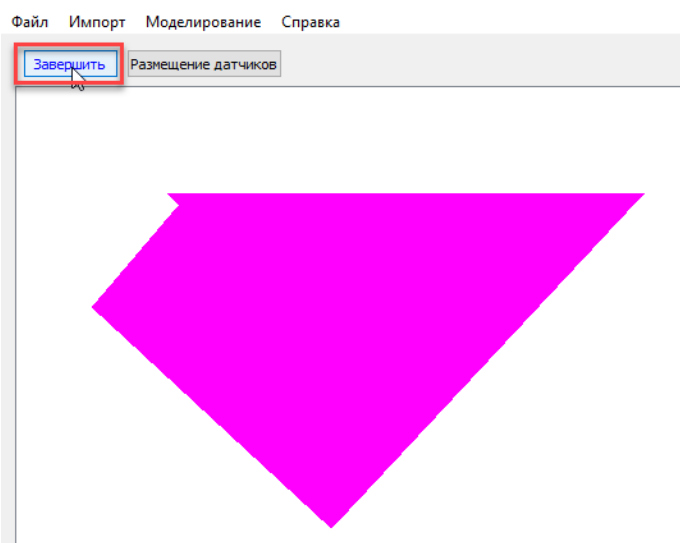 Файл Импорт Моделирование Справка
Завершить Размещение датчиков